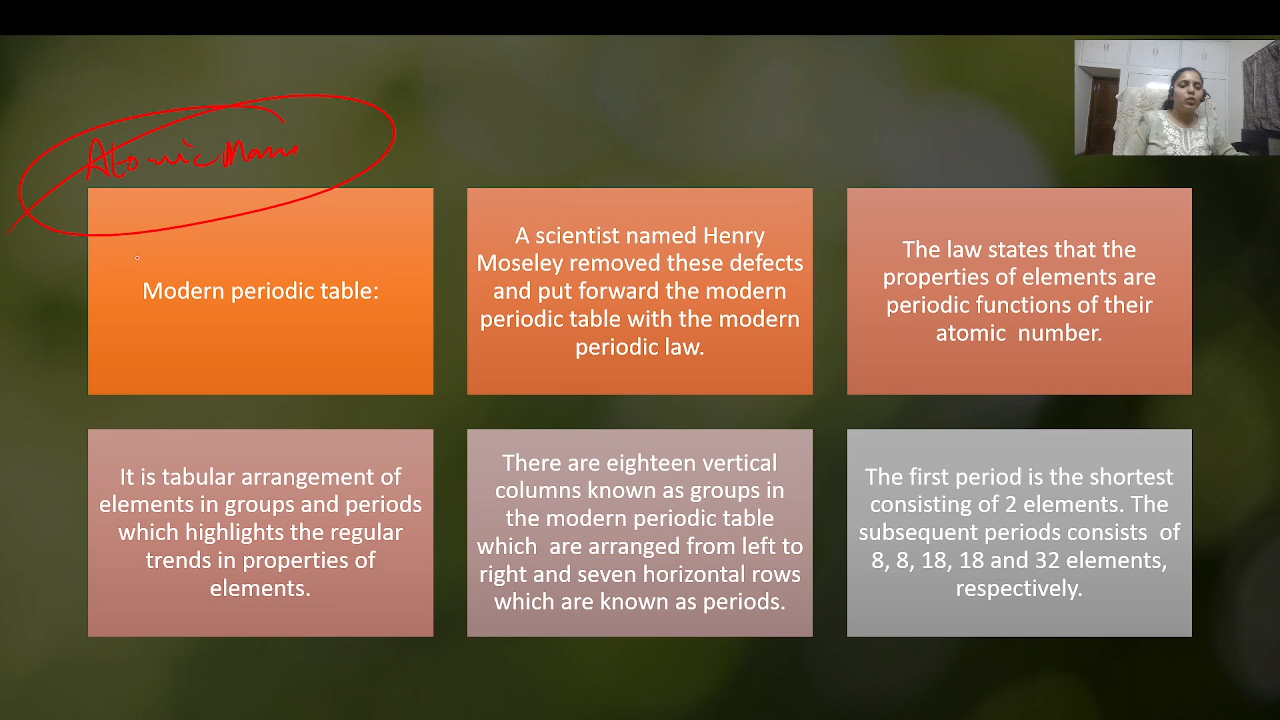 Atomic Mass
Modern periodic table:
A scientist named Henry
Moseley removed these defects
and put forward the modern
periodic table with the modern
periodic law.
The law states that the
properties of elements are
periodic functions of their
atomic number.
It is tabular arrangement of
elements in groups and periods
which highlights the regular
trends in properties of
elements.
There are eighteen vertical
columns known as groups in
the modern periodic table
which are arranged from left to
right and seven horizontal rows
which are known as periods.
The first period is the shortest
consisting of 2 elements. The
subsequent periods consists of
8, 8, 18, 18 and 32 elements,
respectively.